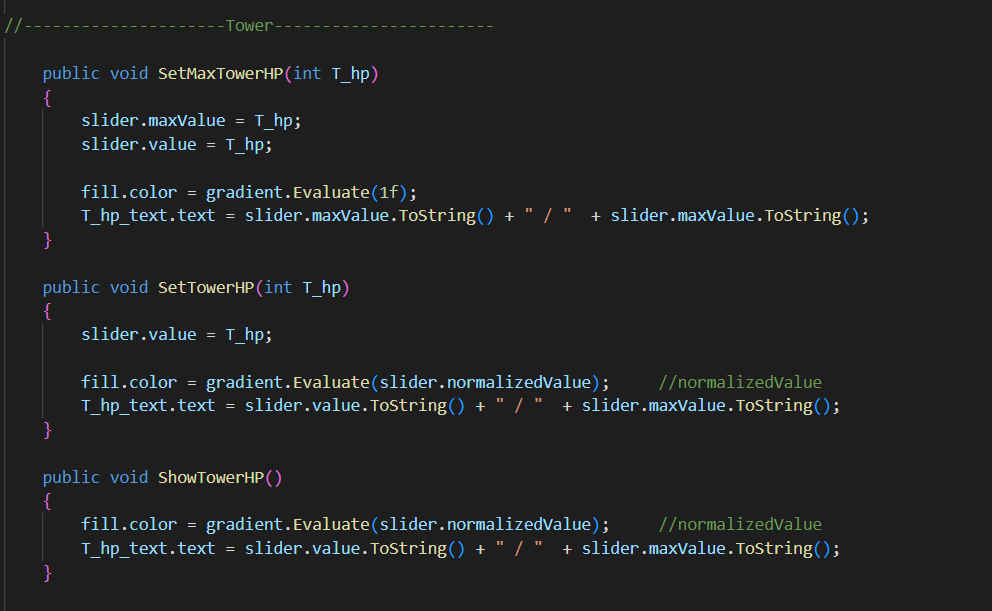 //---------------------Tower-----------------------
public void SetMaxTowerHP(int T_hp)
{
slider.maxValue = T_hp;
slider.value = T_hp;
fill.color = gradient.Evaluate(1f);
T_hp_text.text = slider.maxValue.ToString() + " / "  + slider.maxValue.ToString();
}
public void SetTowerHP(int T_hp)
{
slider.value = T_hp;
fill.color = gradient.Evaluate(slider.normalizedValue);     //normalizedValue
T_hp_text.text = slider.value.ToString() + " / "  + slider.maxValue.ToString();
}
public void ShowTowerHP()
{
fill.color = gradient.Evaluate(slider.normalizedValue);     //normalizedValue
T_hp_text.text = slider.value.ToString() + " / "  + slider.maxValue.ToString();
}